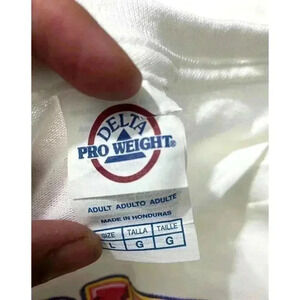 DELTA
PRO WEIGHT®
ADULT ADULTO ADULTE
MADE IN HONDURAS
SIZE TALLA TAILLE
L G G